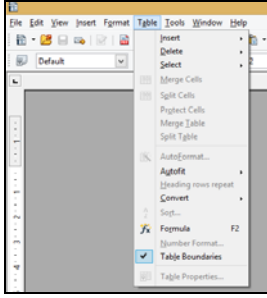 File Edit View Insert Format Table Tools Window Help
Default
Insert
Delete
Select
Merge Cells
Split Cells
Protect Cells
Merge Table
Split Table
AutoFormat...
Autofit
Heading rows repeat
Convert
Sort...
Formula F2
Number Format...
Table Boundaries
Table Properties...